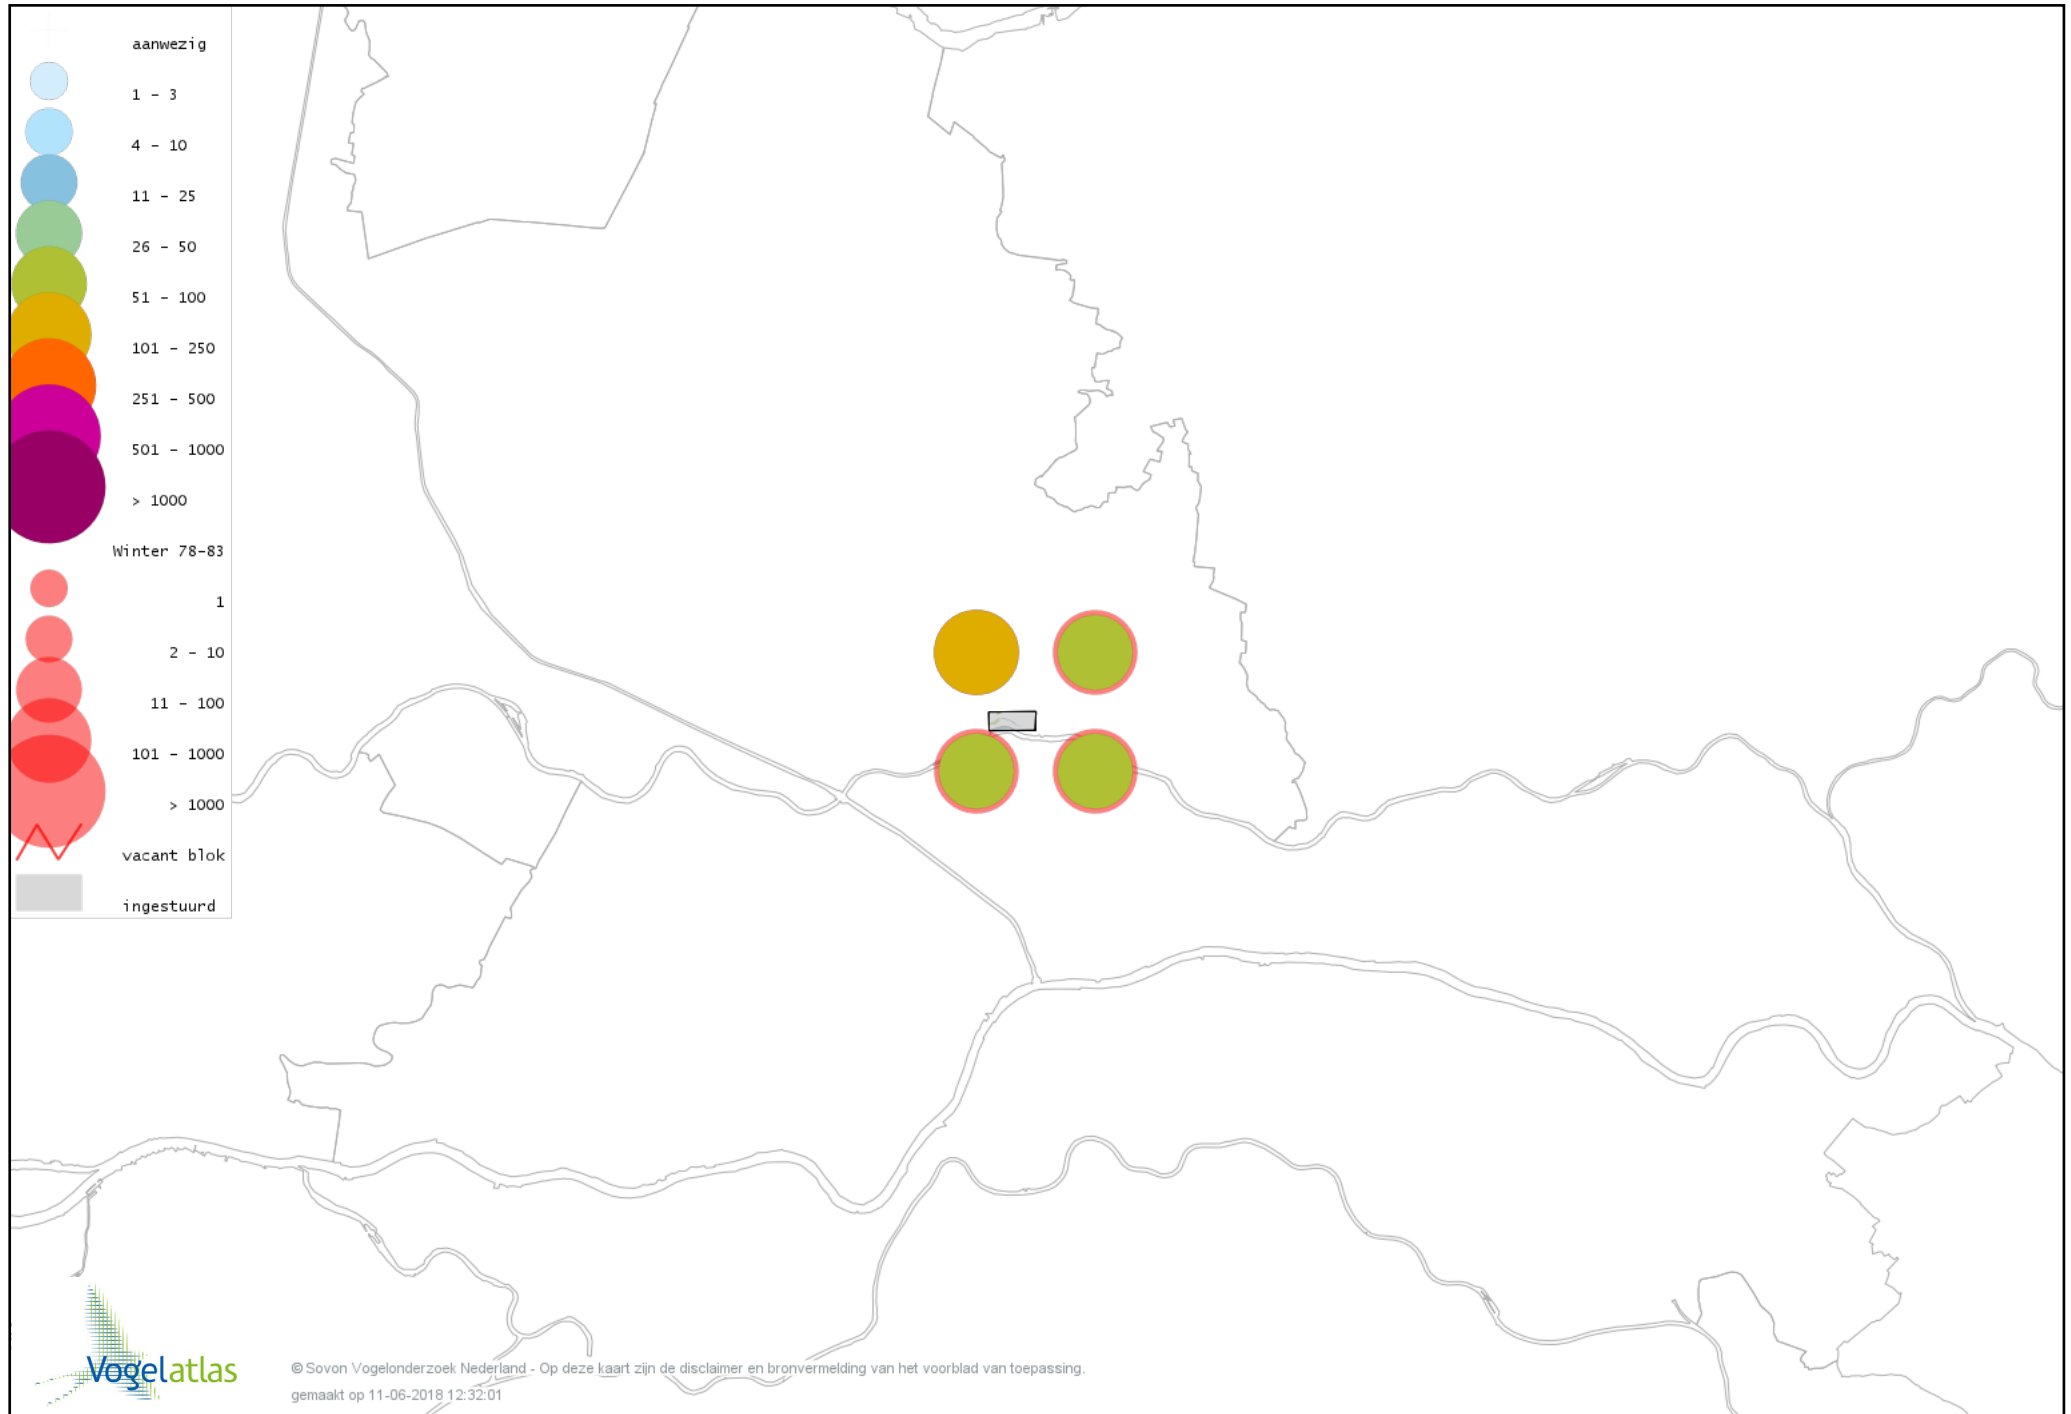 aanwezig
1 - 3
4 - 10
11 - 25
26 - 50
51 - 100
101 - 250
251 - 500
501 - 1000
> 1000
Winter 78-83
1
2 - 10
11 - 100
101 - 1000
> 1000
vacant blok
ingestuurd
Vogelatlas
© Sovon Vogelonderzoek Nederland - Op deze kaart zijn de disclaimer en bronvermelding van het voorblad van toepassing.
gemaakt op 11-06-2018 12:32:01